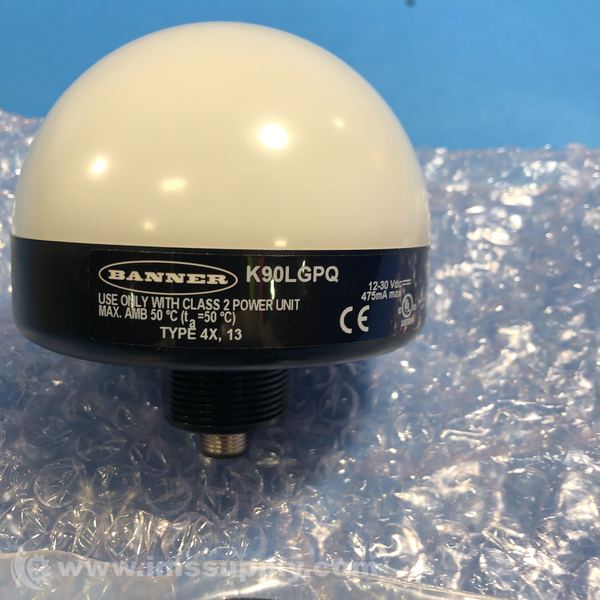 BANNER
K90LGPQ
12-30 Vdc
475mA max
USE ONLY WITH CLASS 2 POWER UNIT
MAX. AMB 50 °C (ta=50 °C)
TYPE 4X, 13
CE
UL
www.imssupply.com